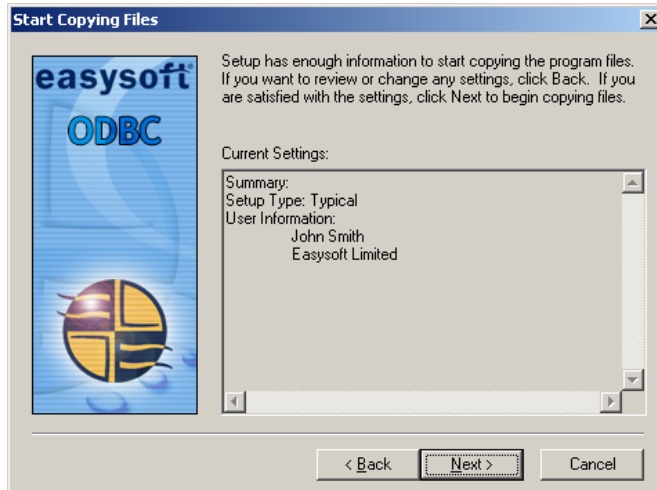 Start Copying Files
easysoft
ODBC
Setup has enough information to start copying the program files.
If you want to review or change any settings, click Back. If you
are satisfied with the settings, click Next to begin copying files.
Current Settings:
Summary:
Setup Type: Typical
User Information:
John Smith
Easysoft Limited
< Back
Next >
Cancel